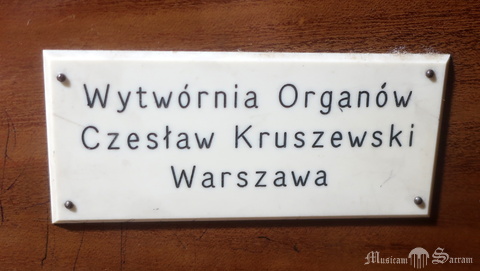 Wytwórnia Organów
Czesław Kruszewski
Warszawa
Musicam Sacram